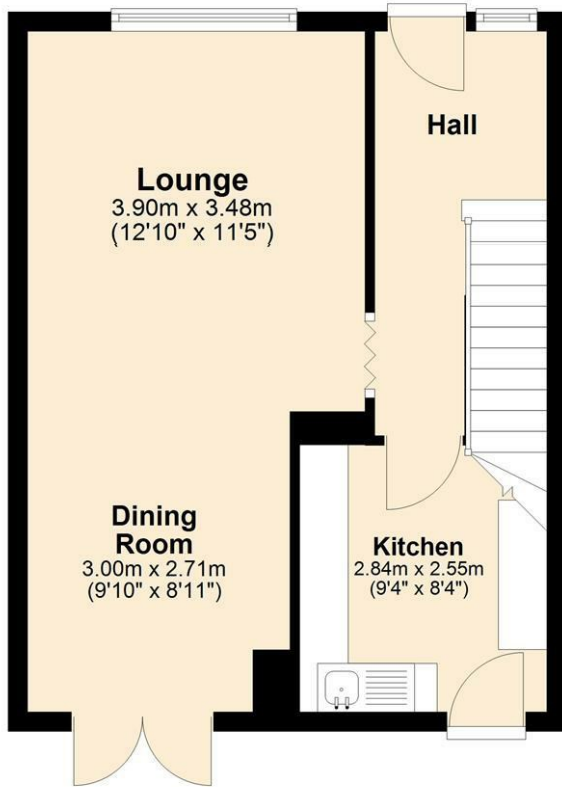 Hall
Lounge
3.90m x 3.48m
(12'10" x 11'5")
Dining
Room
3.00m x 2.71m
(9'10" x 8'11")
Kitchen
2.84m x 2.55m
(9'4" x 8'4")